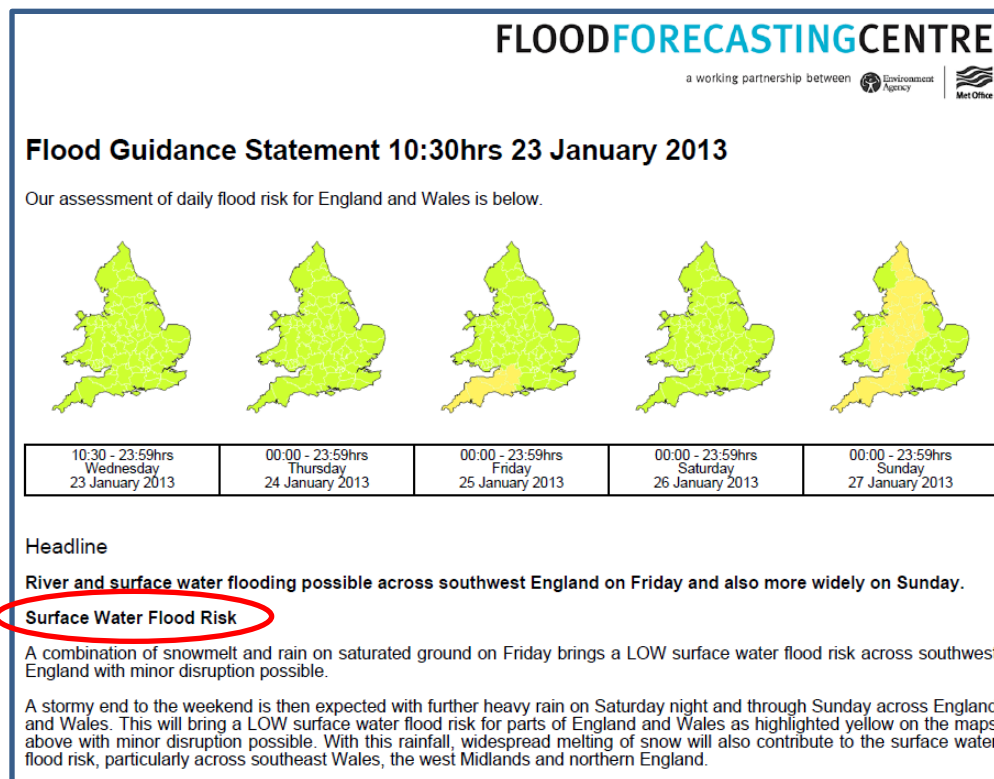 FLOODFORECASTINGCENTRE
a working partnership between Environment Agency Met Office
Flood Guidance Statement 10:30hrs 23 January 2013
Our assessment of daily flood risk for England and Wales is below.
10:30 - 23:59hrs
Wednesday
23 January 2013
00:00 - 23:59hrs
Thursday
24 January 2013
00:00 - 23:59hrs
Friday
25 January 2013
00:00 - 23:59hrs
Saturday
26 January 2013
00:00 - 23:59hrs
Sunday
27 January 2013
Headline
River and surface water flooding possible across southwest England on Friday and also more widely on Sunday.
Surface Water Flood Risk
A combination of snowmelt and rain on saturated ground on Friday brings a LOW surface water flood risk across southwest
England with minor disruption possible.
A stormy end to the weekend is then expected with further heavy rain on Saturday night and through Sunday across England
and Wales. This will bring a LOW surface water flood risk for parts of England and Wales as highlighted yellow on the maps
above with minor disruption possible. With this rainfall, widespread melting of snow will also contribute to the surface water
flood risk, particularly across southeast Wales, the west Midlands and northern England.